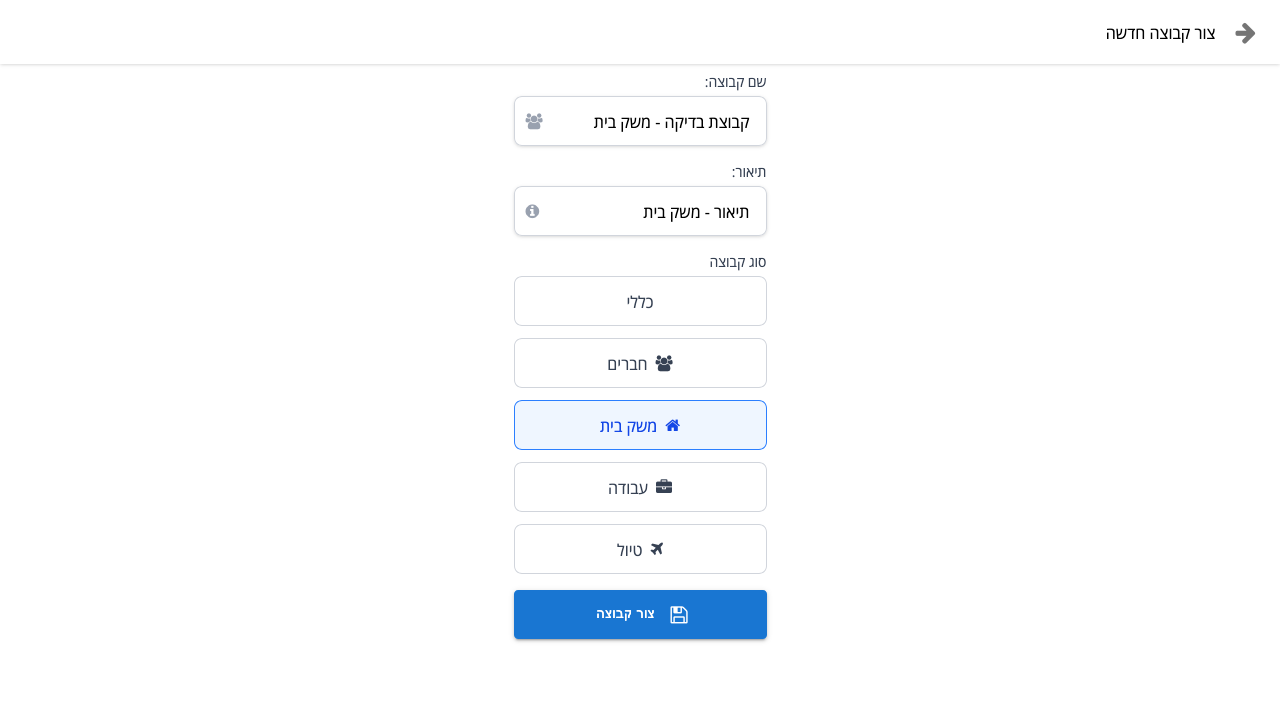 צור קבוצה חדשה
שם קבוצה:
קבוצת בדיקה - משק בית
תיאור:
תיאור - משק בית
סוג קבוצה
כללי
חברים
משק בית
עבודה
טיול
צור קבוצה